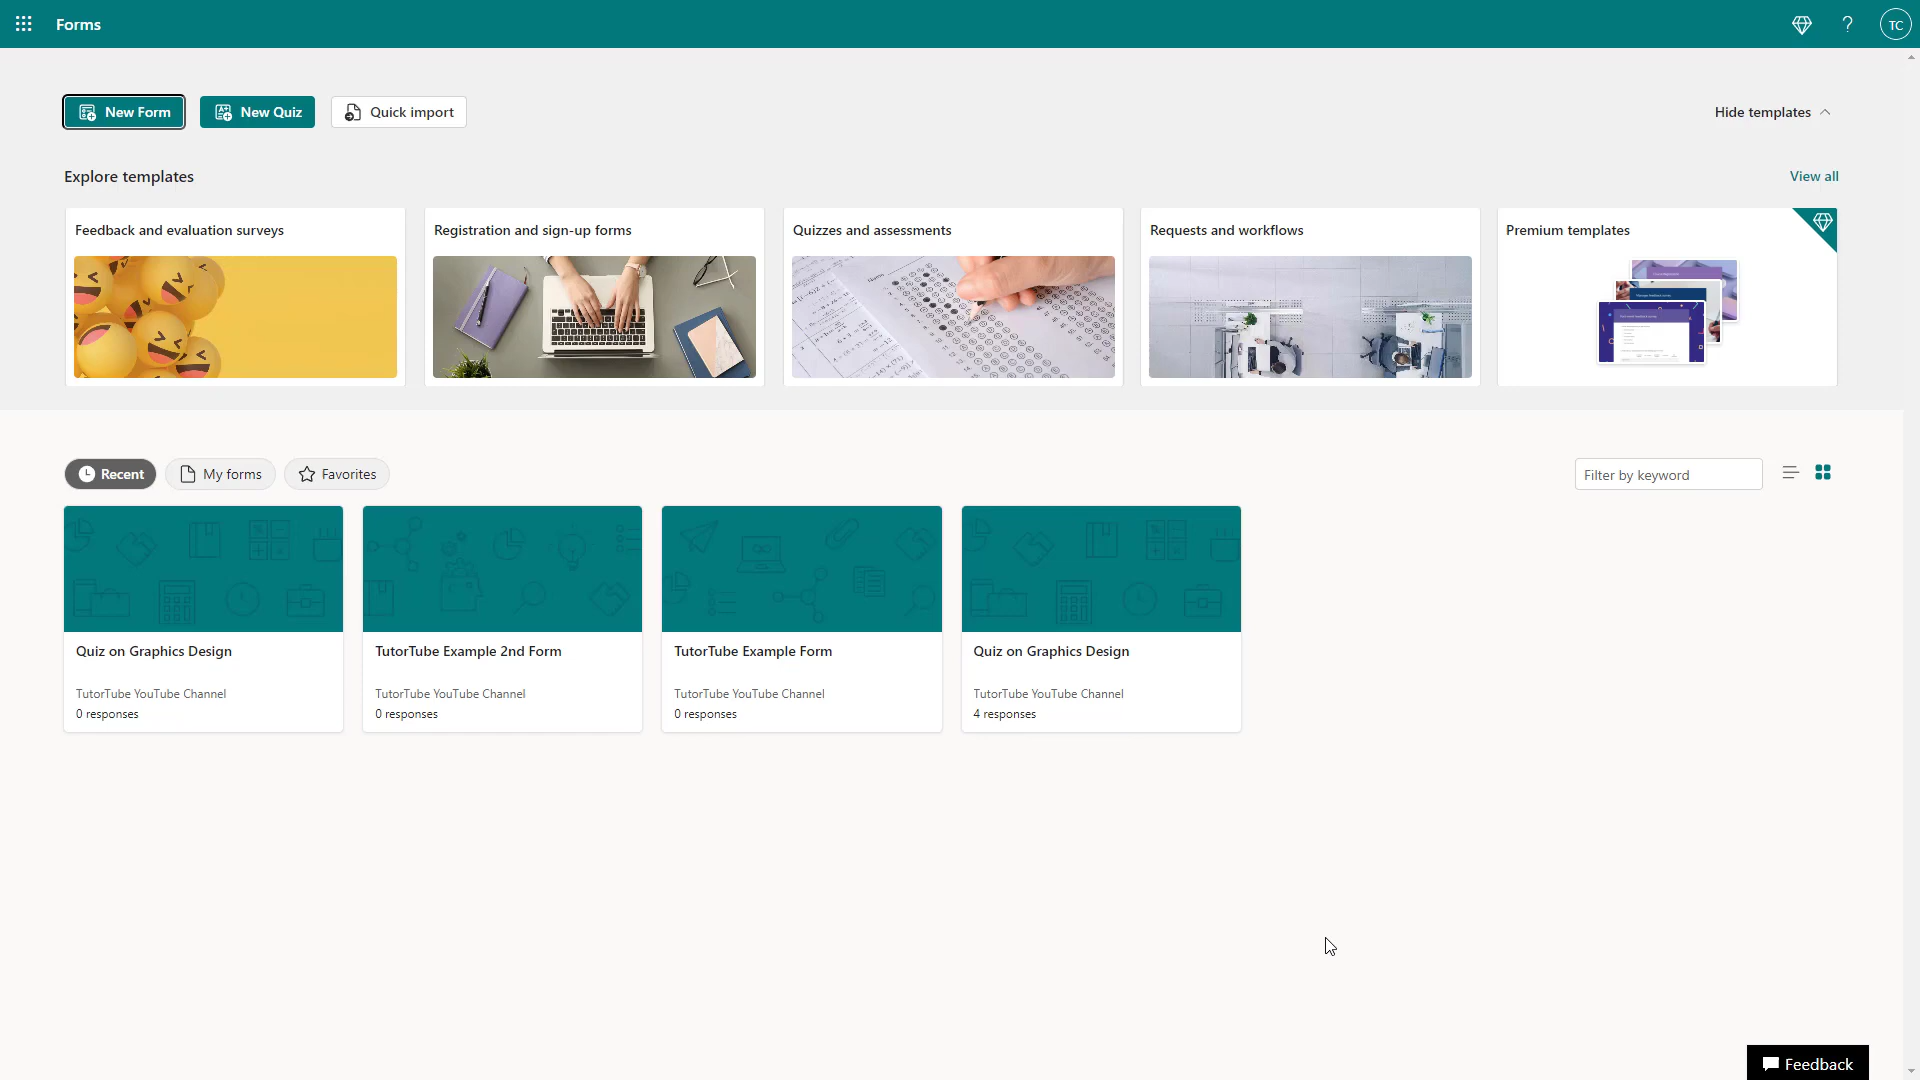 Forms
TC
New Form
New Quiz
Quick import
Hide templates
Explore templates
View all
Feedback and evaluation surveys
Registration and sign-up forms
Quizzes and assessments
Requests and workflows
Premium templates
Recent
My forms
Favorites
Filter by keyword
Quiz on Graphics Design
TutorTube YouTube Channel
0 responses
TutorTube Example 2nd Form
TutorTube YouTube Channel
0 responses
TutorTube Example Form
TutorTube YouTube Channel
0 responses
Quiz on Graphics Design
TutorTube YouTube Channel
4 responses
Feedback